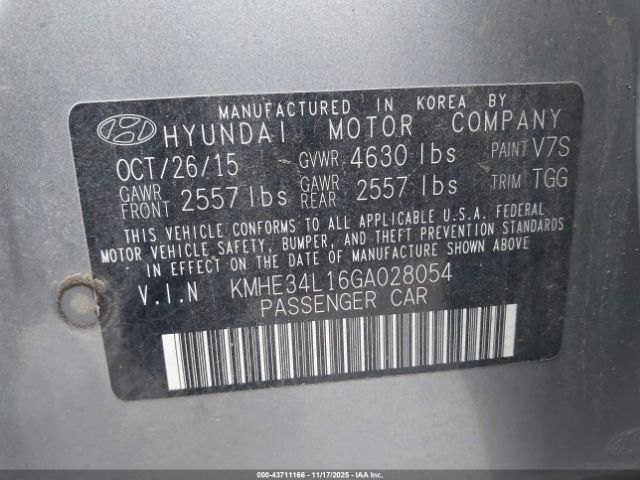 MANUFACTURED IN KOREA BY
HYUNDAI MOTOR COMPANY
OCT/26/15 GVWR 4630 lbs PAINT V7S
GAWR FRONT 2557 lbs GAWR REAR 2557 lbs TRIM TGG
THIS VEHICLE CONFORMS TO ALL APPLICABLE U.S.A. FEDERAL
MOTOR VEHICLE SAFETY, BUMPER, AND THEFT PREVENTION STANDARDS
IN EFFECT ON THE DATE OF MANUFACTURE SHOWN ABOVE
V.I.N KMHE34L16GA028054
PASSENGER CAR
000-43711166 - 11/17/2025 - IAAI.COM